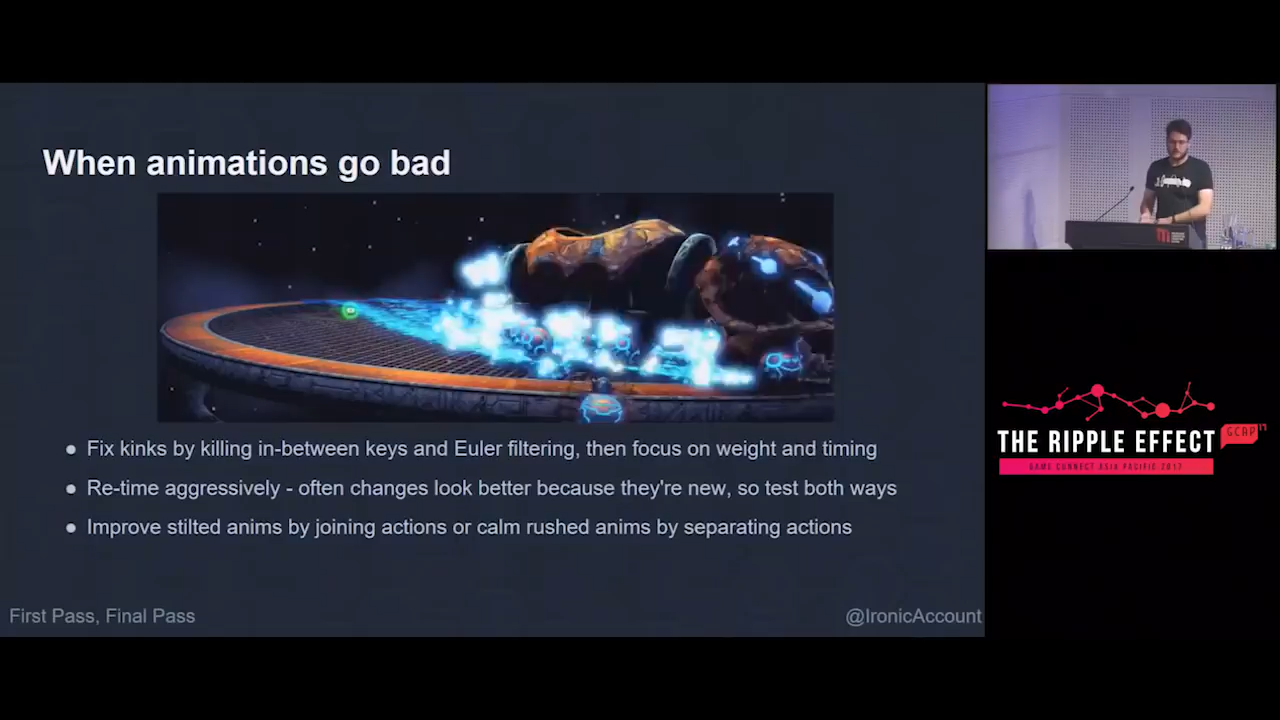 When animations go bad
● Fix kinks by killing in-between keys and Euler filtering, then focus on weight and timing
● Re-time aggressively - often changes look better because they're new, so test both ways
● Improve stilted anims by joining actions or calm rushed anims by separating actions
First Pass, Final Pass
@IronicAccount
THE RIPPLE EFFECT
GCAP17
GAME CONNECT ASIA PACIFIC 2017